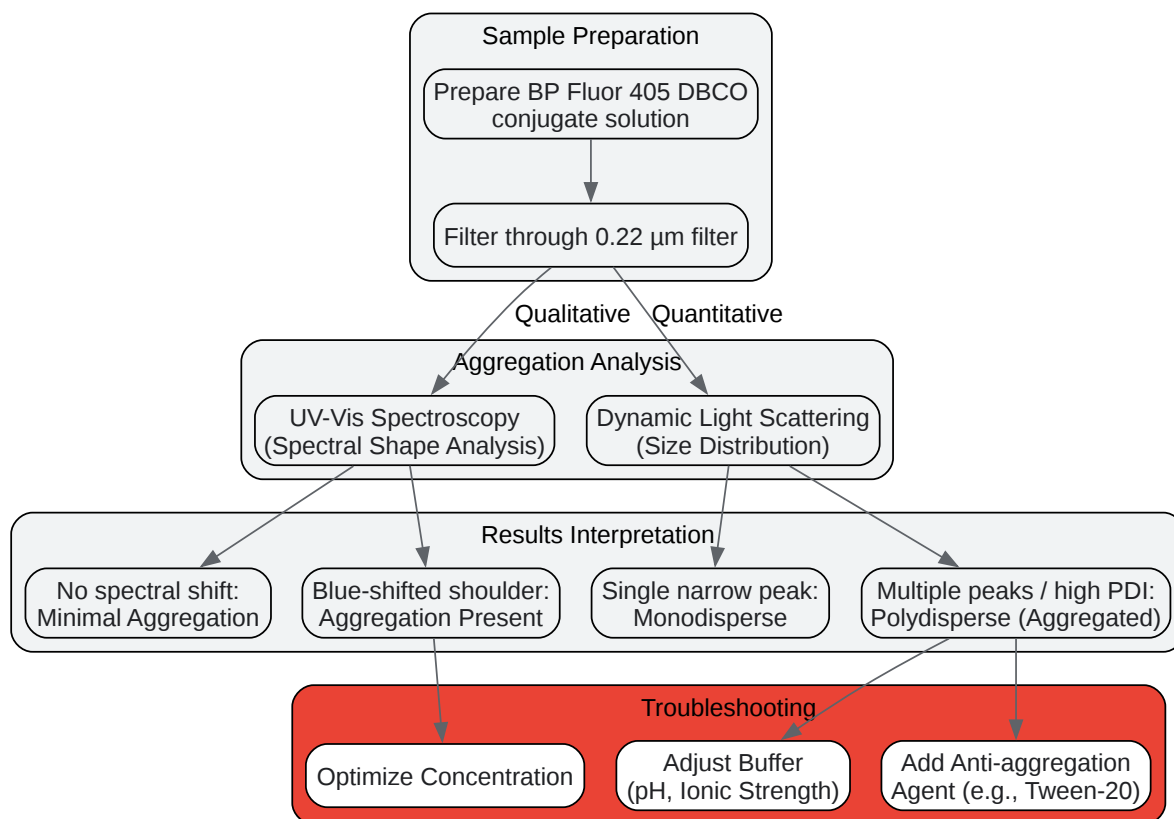 Sample Preparation
Prepare BP Fluor 405 DBCO
conjugate solution
Filter through 0.22 µm filter
Qualitative
Quantitative
Aggregation Analysis
UV-Vis Spectroscopy
(Spectral Shape Analysis)
Dynamic Light Scattering
(Size Distribution)
Results Interpretation
No spectral shift:
Minimal Aggregation
Blue-shifted shoulder:
Aggregation Present
Single narrow peak:
Monodisperse
Multiple peaks / high PDI:
Polydisperse (Aggregated)
Troubleshooting
Optimize Concentration
Adjust Buffer
(pH, Ionic Strength)
Add Anti-aggregation
Agent (e.g., Tween-20)